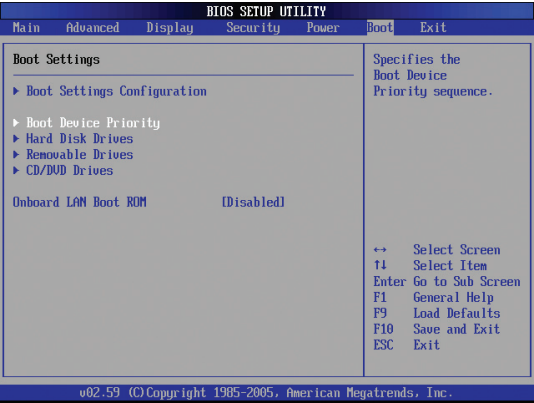 BIOS SETUP UTILITY
Main Advanced Display Security Power Boot Exit
Boot Settings
Boot Settings Configuration
Boot Device Priority
Hard Disk Drives
Removable Drives
CD/DVD Drives
Onboard LAN Boot ROM [Disabled]
Specifies the
Boot Device
Priority sequence.
↔ Select Screen
↑↓ Select Item
Enter Go to Sub Screen
F1 General Help
F9 Load Defaults
F10 Save and Exit
ESC Exit
v02.59 (C)Copyright 1985-2005, American Megatrends, Inc.